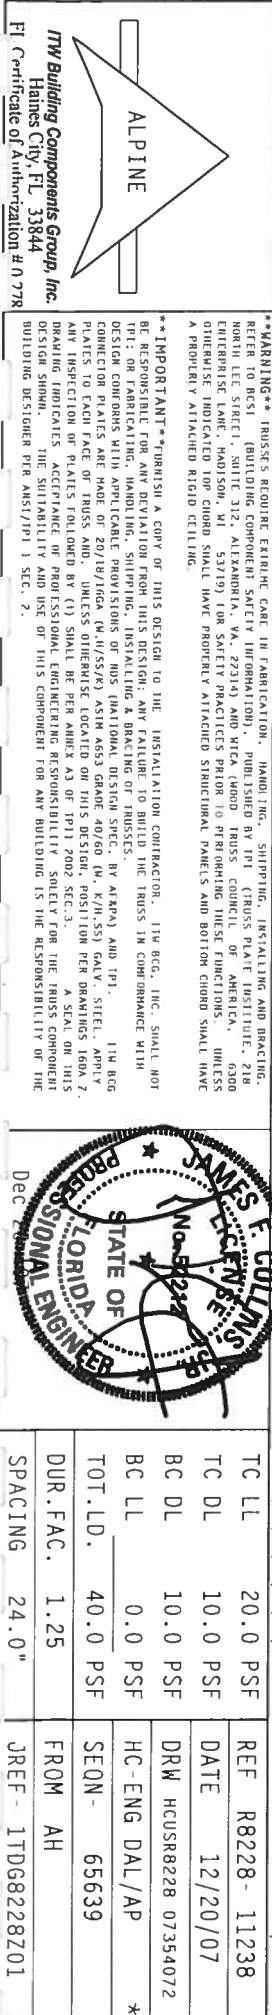 ALPINE
ITW Building Components Group, Inc.
Haines City, FL 33844
FL Certificate of Authorization # 0 278
**WARNING** TRUSSES REQUIRE EXTREME CARE IN FABRICATION, HANDLING, SHIPPING, INSTALLING AND BRACING.
REFER TO BCSI (BUILDING COMPONENT SAFETY INFORMATION), PUBLISHED BY TPI (TRUSS PLATE INSTITUTE, 218
NORTH LEE STREET, SUITE 312, ALEXANDRIA, VA, 22314) AND WTCA (WOOD TRUSS COUNCIL OF AMERICA, 6300
ENTERPRISE LANE, MADISON, WI 53719) FOR SAFETY PRACTICES PRIOR TO PERFORMING THESE FUNCTIONS. UNLESS
OTHERWISE INDICATED TOP CHORD SHALL HAVE PROPERLY ATTACHED STRUCTURAL PANELS AND BOTTOM CHORD SHALL HAVE
A PROPERLY ATTACHED RIGID CEILING.
**IMPORTANT**FURNISH A COPY OF THIS DESIGN TO THE INSTALLATION CONTRACTOR. ITW BCG, INC. SHALL NOT
BE RESPONSIBLE FOR ANY DEVIATION FROM THIS DESIGN; ANY FAILURE TO BUILD THE TRUSS IN CONFORMANCE WITH
TPI; OR FABRICATING, HANDLING, SHIPPING, INSTALLING & BRACING OF TRUSSES.
DESIGN CONFORMS WITH APPLICABLE PROVISIONS OF NDS (NATIONAL DESIGN SPEC, BY AF&PA) AND TPI. ITW BCG
CONNECTOR PLATES ARE MADE OF 20/18/16GA (W.H/SS/K) ASTM A653 GRADE 40/60 (W. K/H.SS) GALV. STEEL. APPLY
PLATES TO EACH FACE OF TRUSS AND, UNLESS OTHERWISE LOCATED ON THIS DESIGN, POSITION PER DRAWINGS 160A Z.
ANY INSPECTION OF PLATES FOLLOWED BY (I) SHALL BE PER ANNEX A3 OF TPI1 2002 SEC.3. A SEAL ON THIS
DRAWING INDICATES ACCEPTANCE OF PROFESSIONAL ENGINEERING RESPONSIBILITY SOLELY FOR THE TRUSS COMPONENT
DESIGN SHOWN. THE SUITABILITY AND USE OF THIS COMPONENT FOR ANY BUILDING IS THE RESPONSIBILITY OF THE
BUILDING DESIGNER PER ANSI/TPI 1 SEC. 2.
JAMES F. COLLINS
LICENSE
STATE OF
FLORIDA
PROFESSIONAL ENGINEER
Dec
TC LL 20.0 PSF
TC DL 10.0 PSF
BC DL 10.0 PSF
BC LL 0.0 PSF
TOT.LD. 40.0 PSF
DUR.FAC. 1.25
SPACING 24.0"
REF R8228- 11238
DATE 12/20/07
DRW HCUSR8228 07354072
HC-ENG DAL/AP *
SEQN- 65639
FROM AH
JREF- 1TDG8228Z01